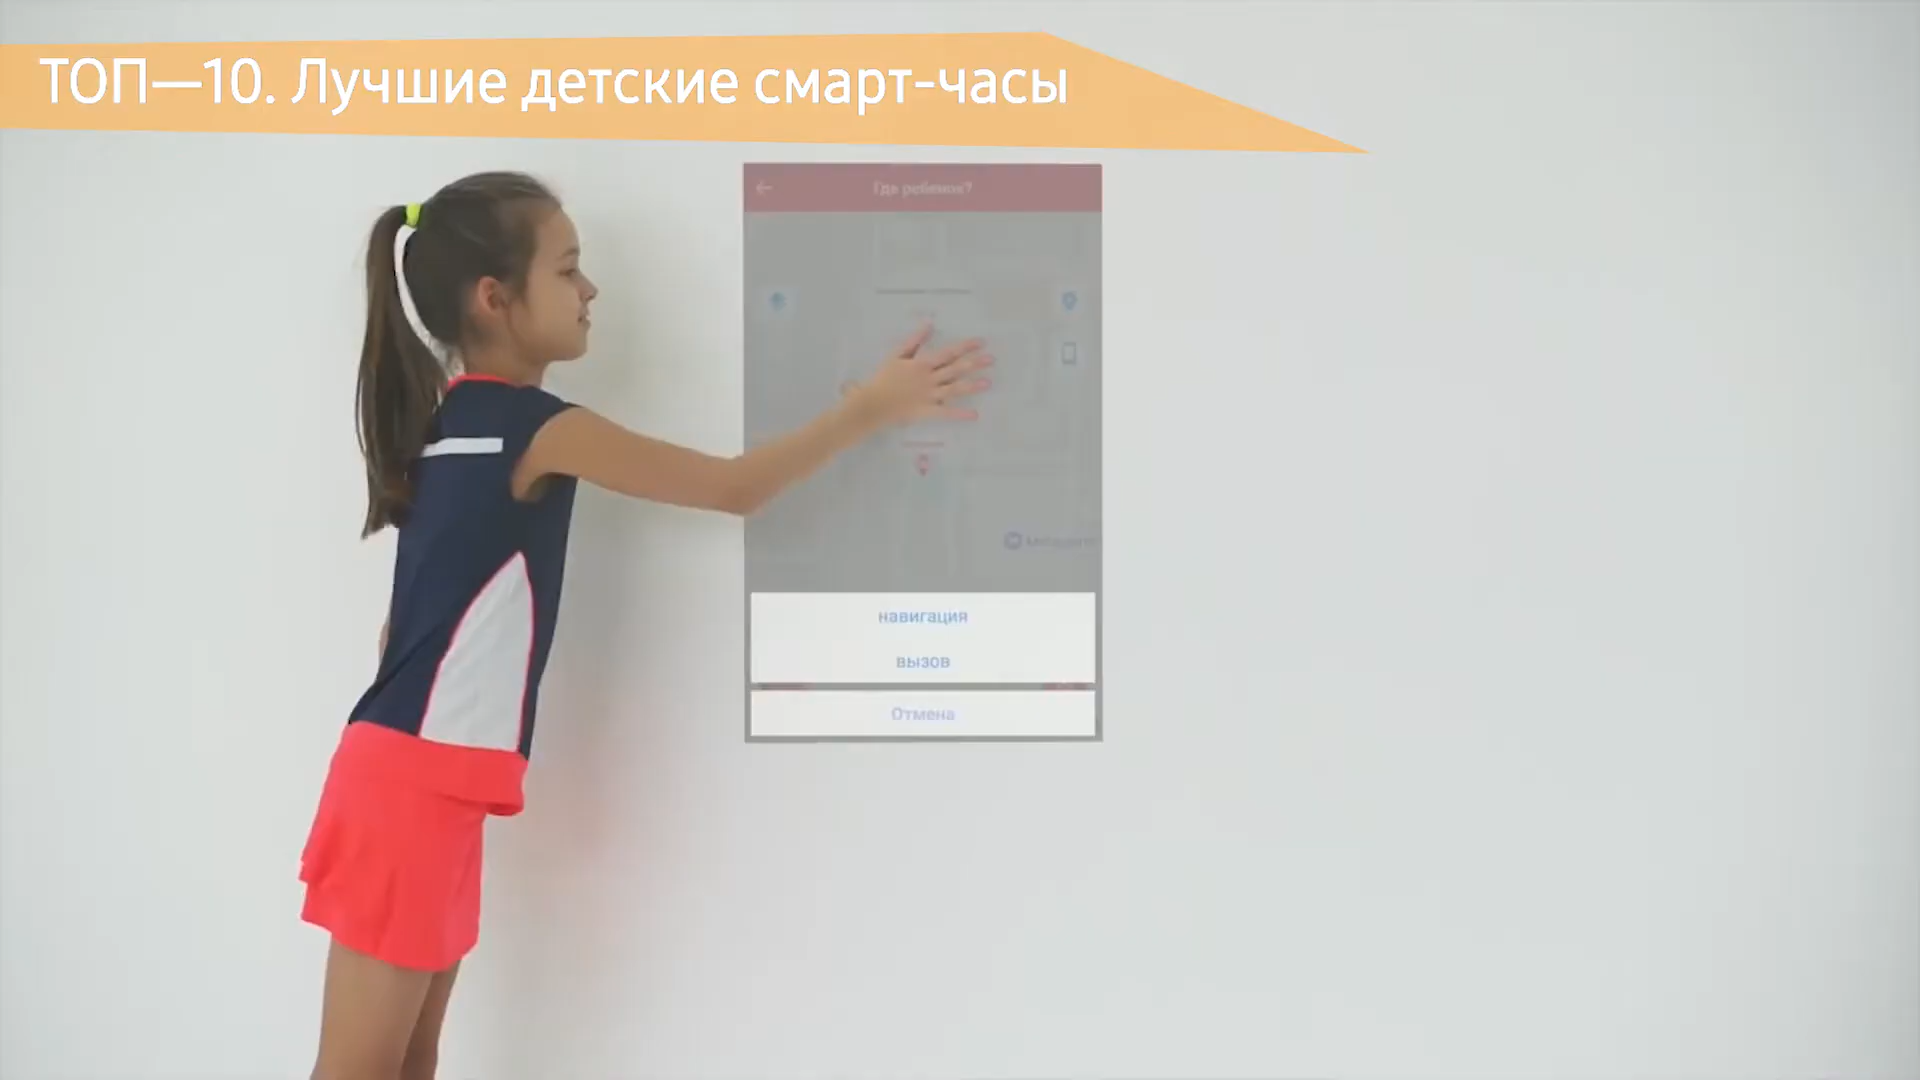 ТОП—10. Лучшие детские смарт-часы
Где ребенок?
навигация
вызов
Отмена